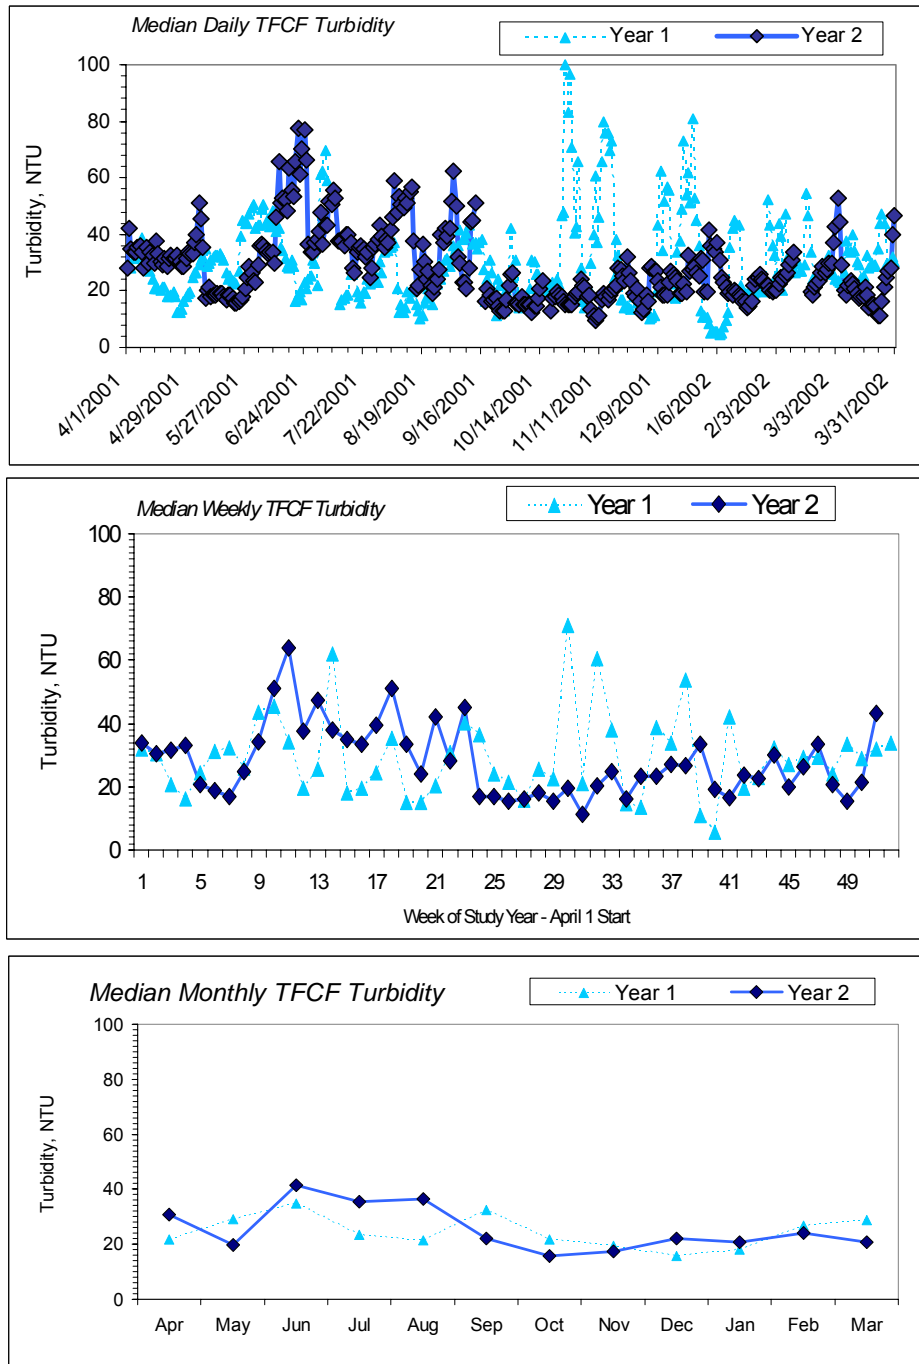 Median Daily TFCF Turbidity
Year 1 Year 2
100
80
60
40
20
0
Turbidity, NTU
4/1/2001 4/29/2001 5/27/2001 6/24/2001 7/22/2001 8/19/2001 9/16/2001 10/14/2001 11/11/2001 12/9/2001 1/6/2002 2/3/2002 3/3/2002 3/31/2002
Median Weekly TFCF Turbidity
Year 1 Year 2
100
80
60
40
20
0
Turbidity, NTU
1 5 9 13 17 21 25 29 33 37 41 45 49
Week of Study Year - April 1 Start
Median Monthly TFCF Turbidity
Year 1 Year 2
100
80
60
40
20
0
Turbidity, NTU
Apr May Jun Jul Aug Sep Oct Nov Dec Jan Feb Mar